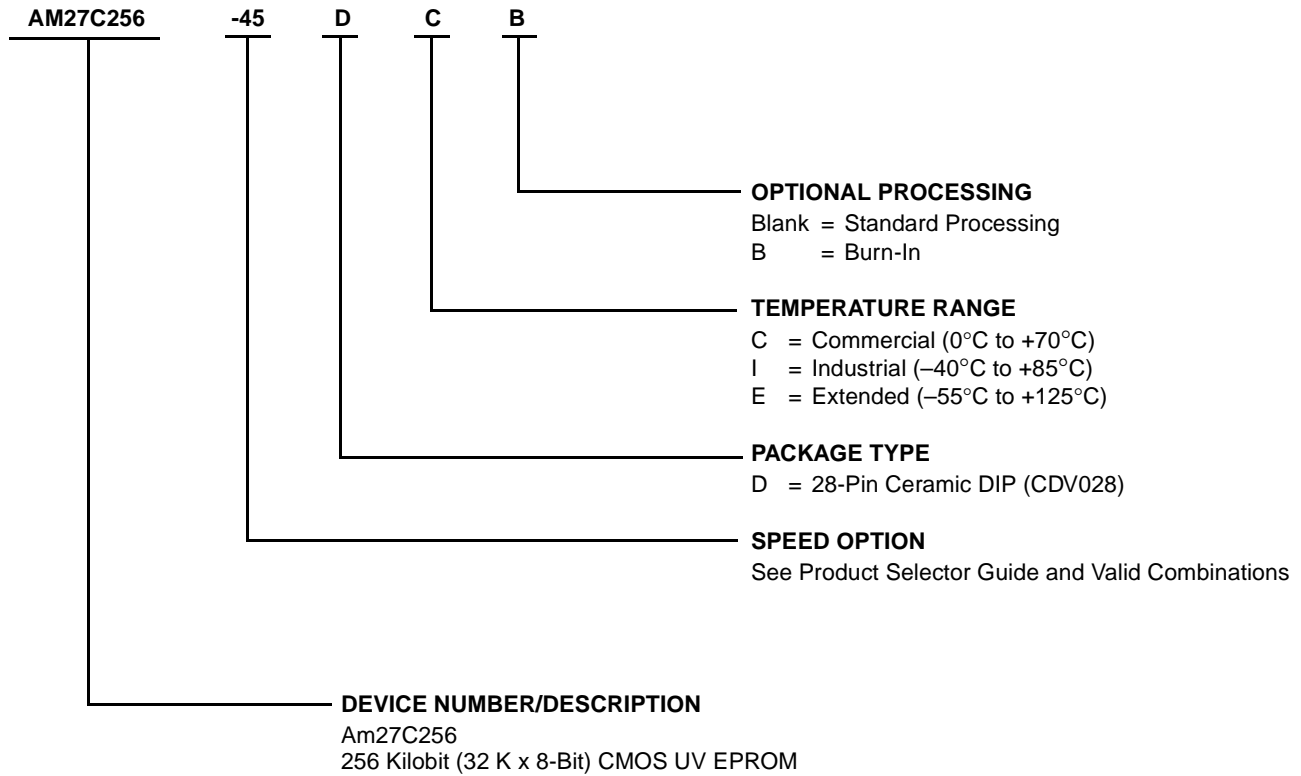 AM27C256 -45 D C B
OPTIONAL PROCESSING
Blank = Standard Processing
B = Burn-In
TEMPERATURE RANGE
C = Commercial (0°C to +70°C)
I = Industrial (–40°C to +85°C)
E = Extended (–55°C to +125°C)
PACKAGE TYPE
D = 28-Pin Ceramic DIP (CDV028)
SPEED OPTION
See Product Selector Guide and Valid Combinations
DEVICE NUMBER/DESCRIPTION
Am27C256
256 Kilobit (32 K x 8-Bit) CMOS UV EPROM